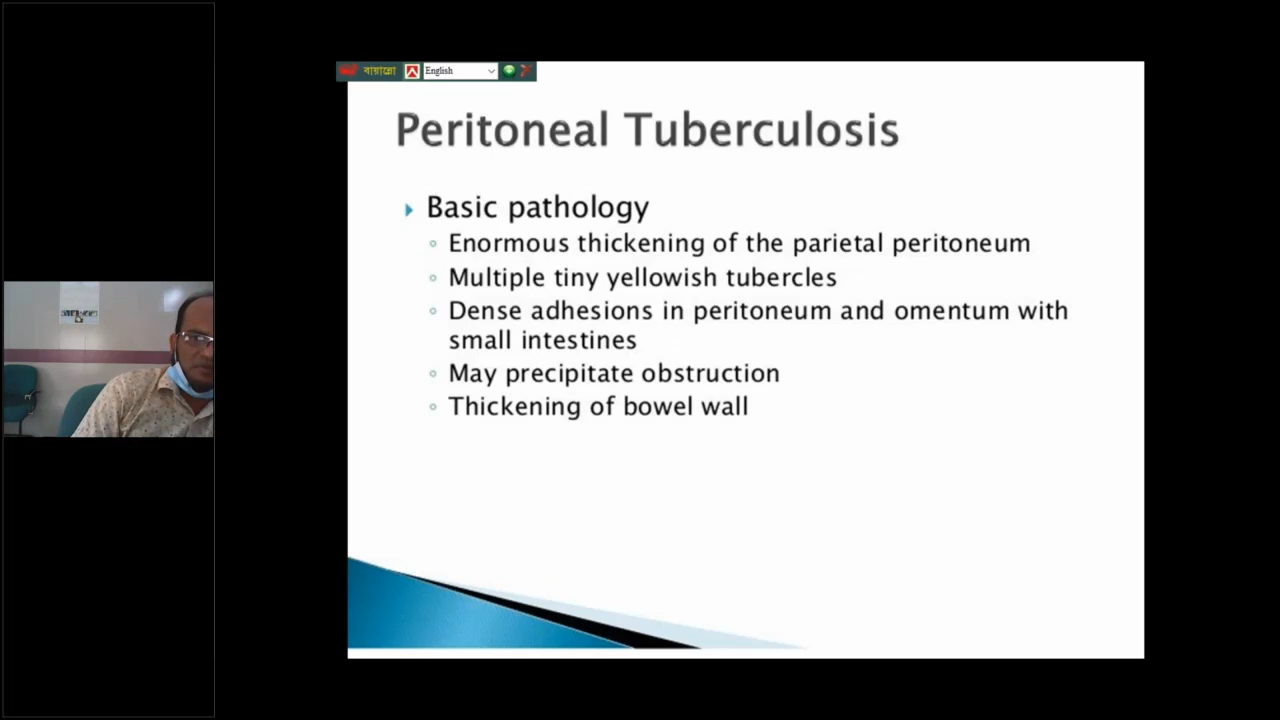 বায়ান্নো English
Peritoneal Tuberculosis
Basic pathology
Enormous thickening of the parietal peritoneum
Multiple tiny yellowish tubercles
Dense adhesions in peritoneum and omentum with
small intestines
May precipitate obstruction
Thickening of bowel wall